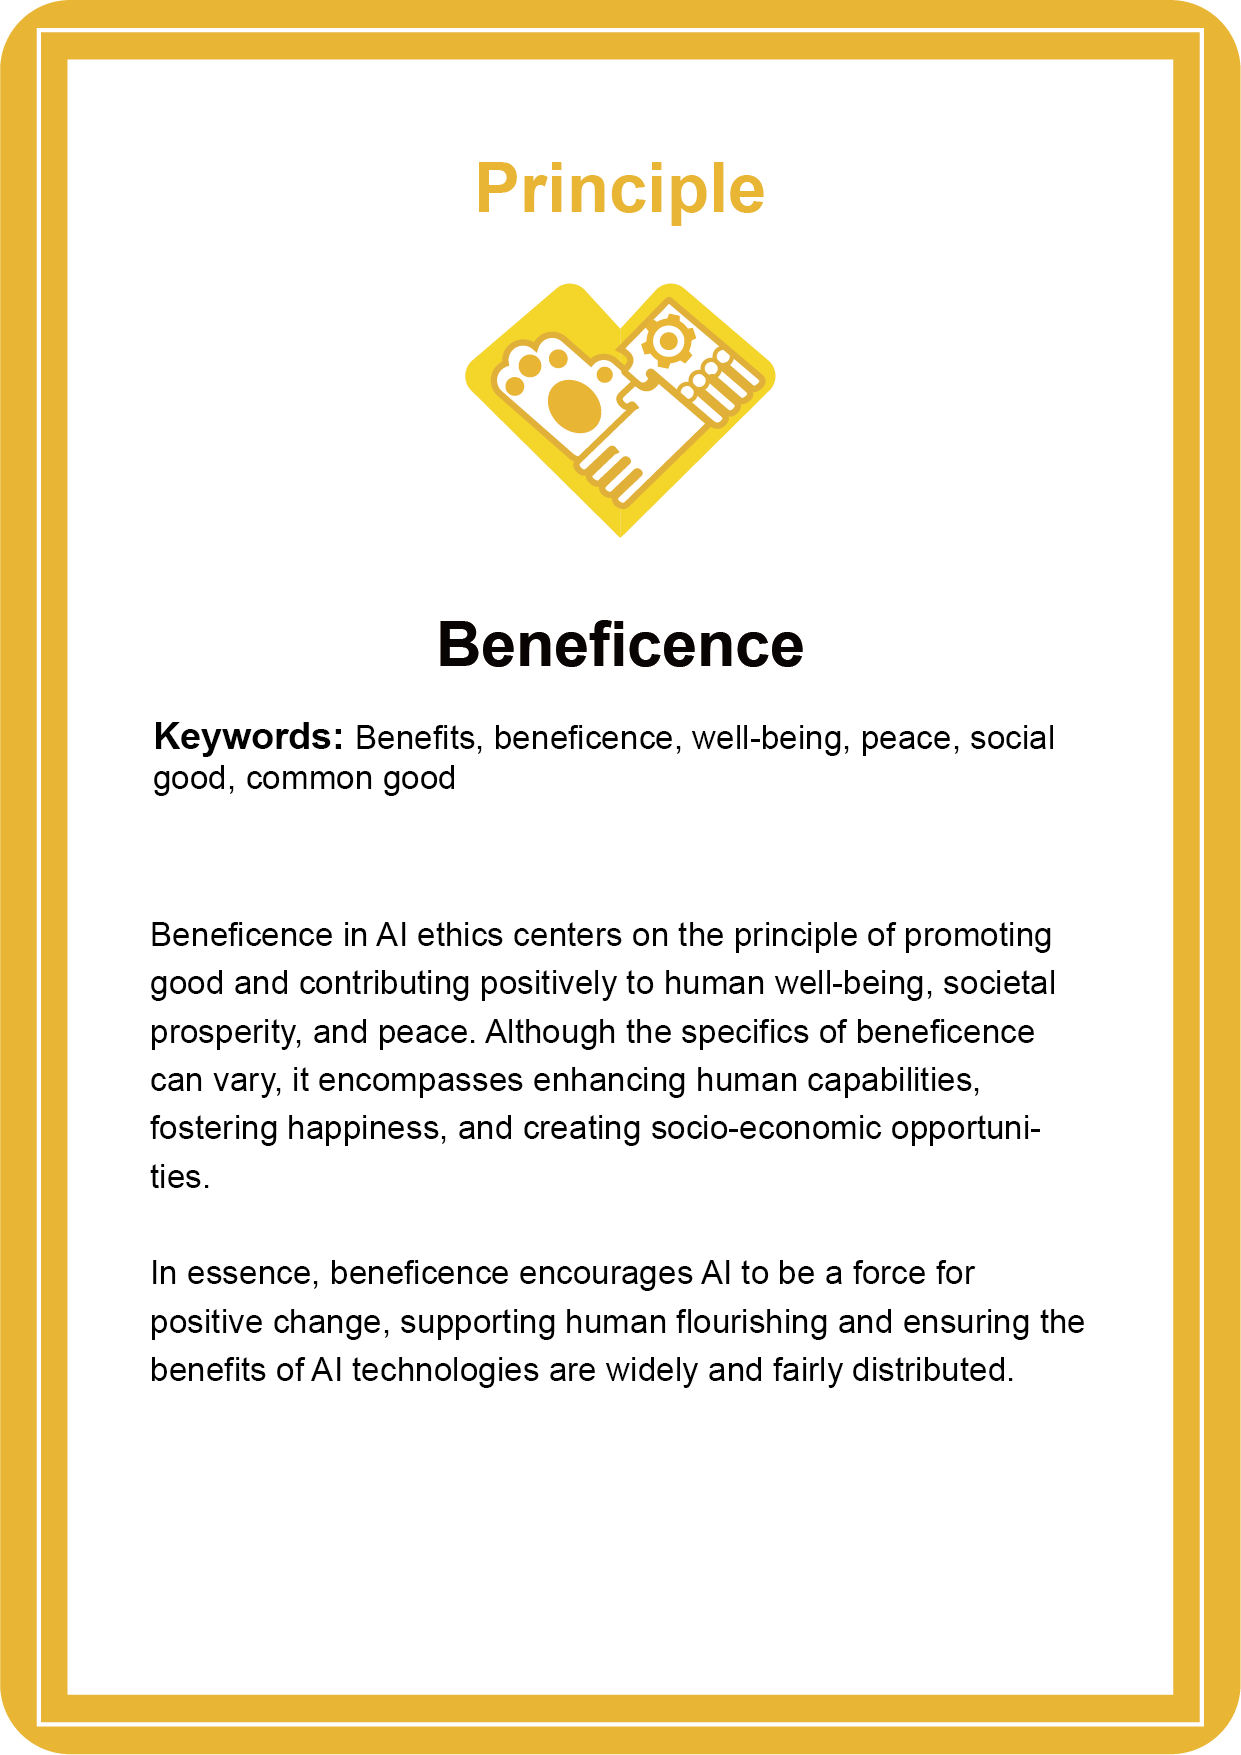 Principle
Beneficence
Keywords: Benefits, beneficence, well-being, peace, social
good, common good
Beneficence in AI ethics centers on the principle of promoting
good and contributing positively to human well-being, societal
prosperity, and peace. Although the specifics of beneficence
can vary, it encompasses enhancing human capabilities,
fostering happiness, and creating socio-economic opportuni-
ties.
In essence, beneficence encourages AI to be a force for
positive change, supporting human flourishing and ensuring the
benefits of AI technologies are widely and fairly distributed.